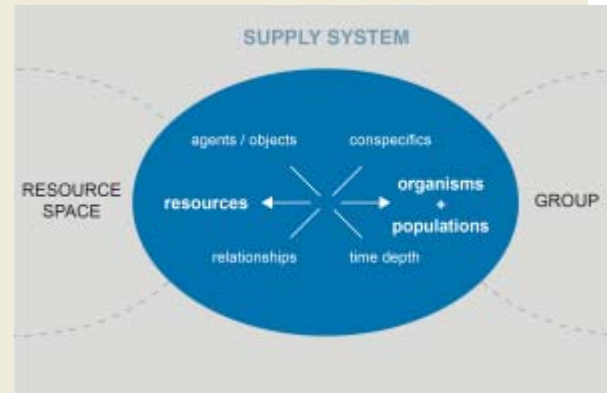 SUPPLY SYSTEM
agents / objects
conspecifics
RESOURCE
SPACE
resources
organisms
+
populations
GROUP
relationships
time depth